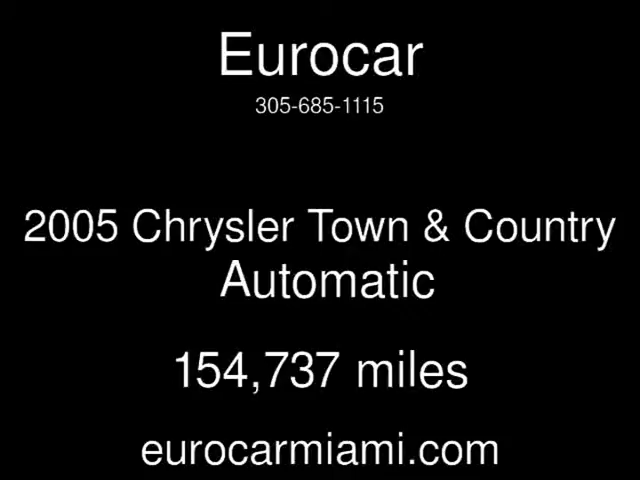 Eurocar
305-685-1115
2005 Chrysler Town & Country
Automatic
154,737 miles
eurocarmiami.com